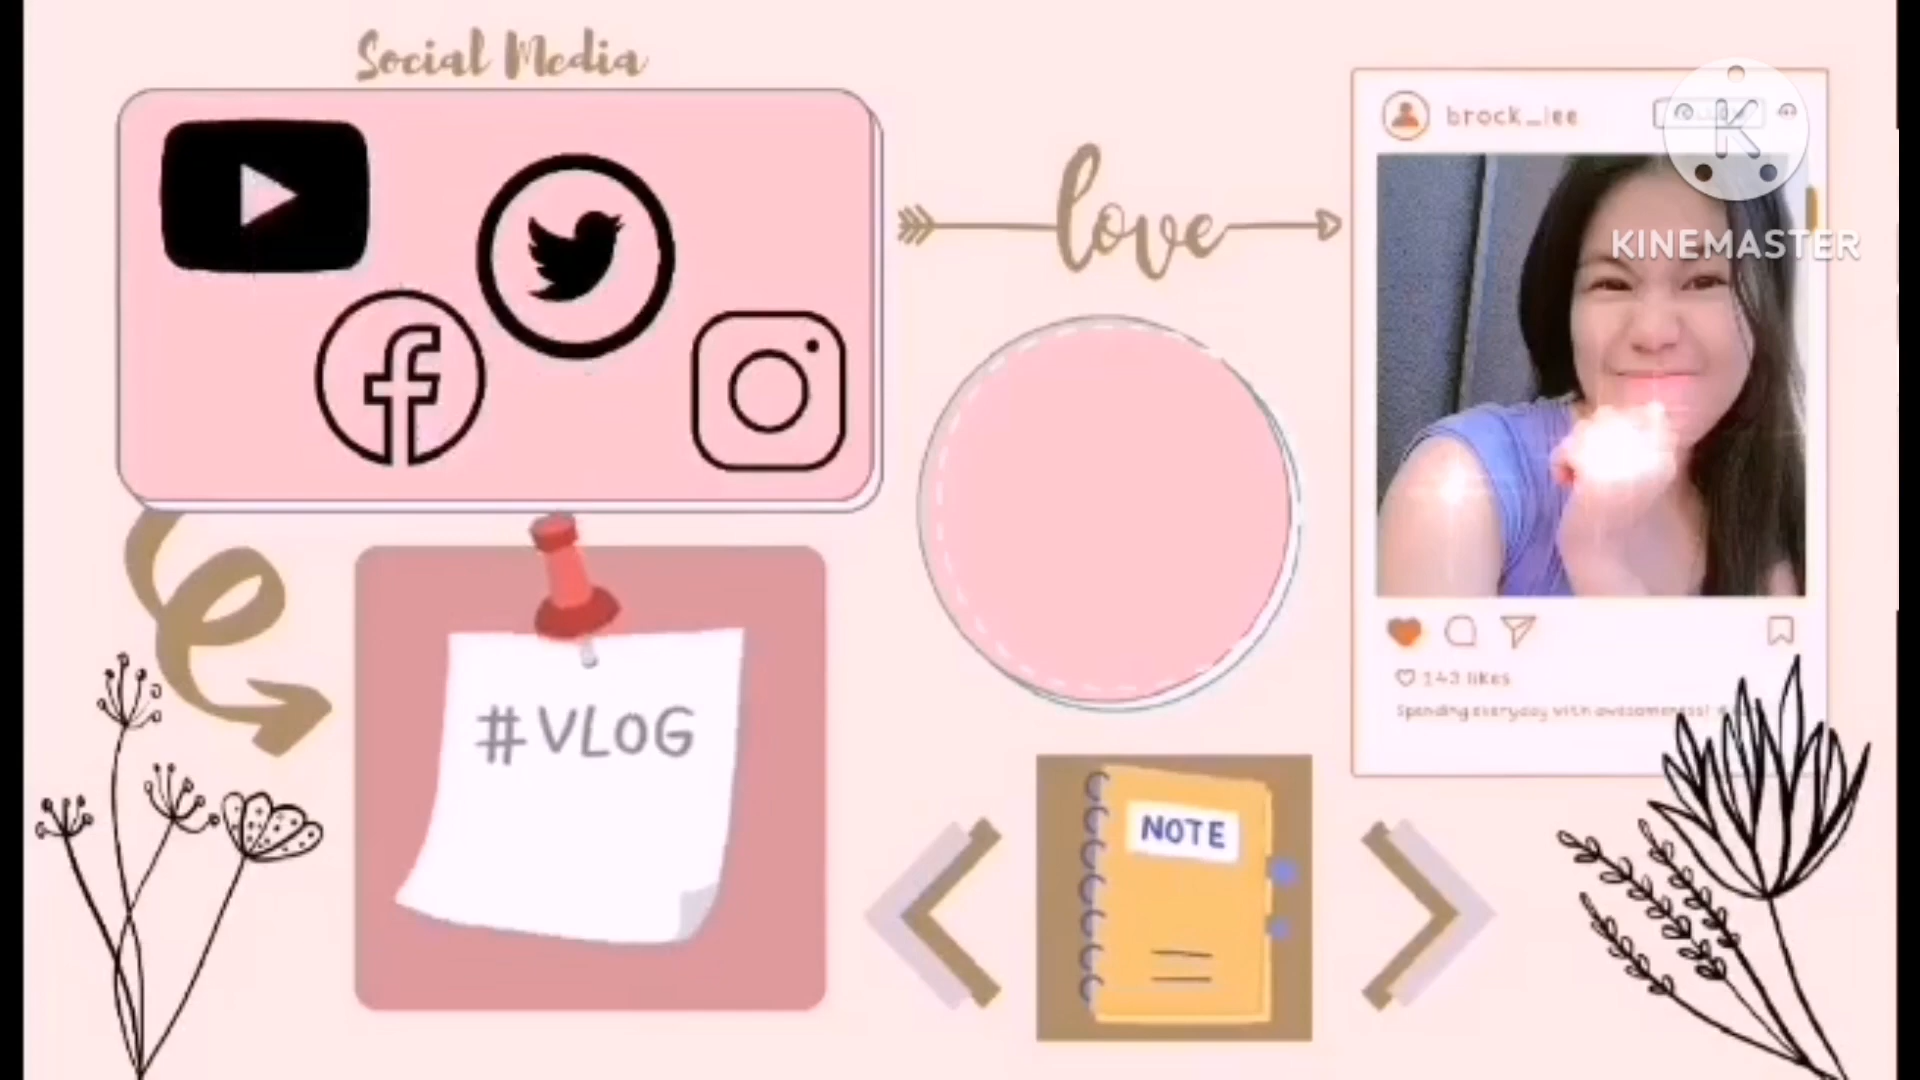 Social Media
love
brock_lee
KINEMASTER
143 likes
Spending everyday with awesomeness!
#VLOG
NOTE